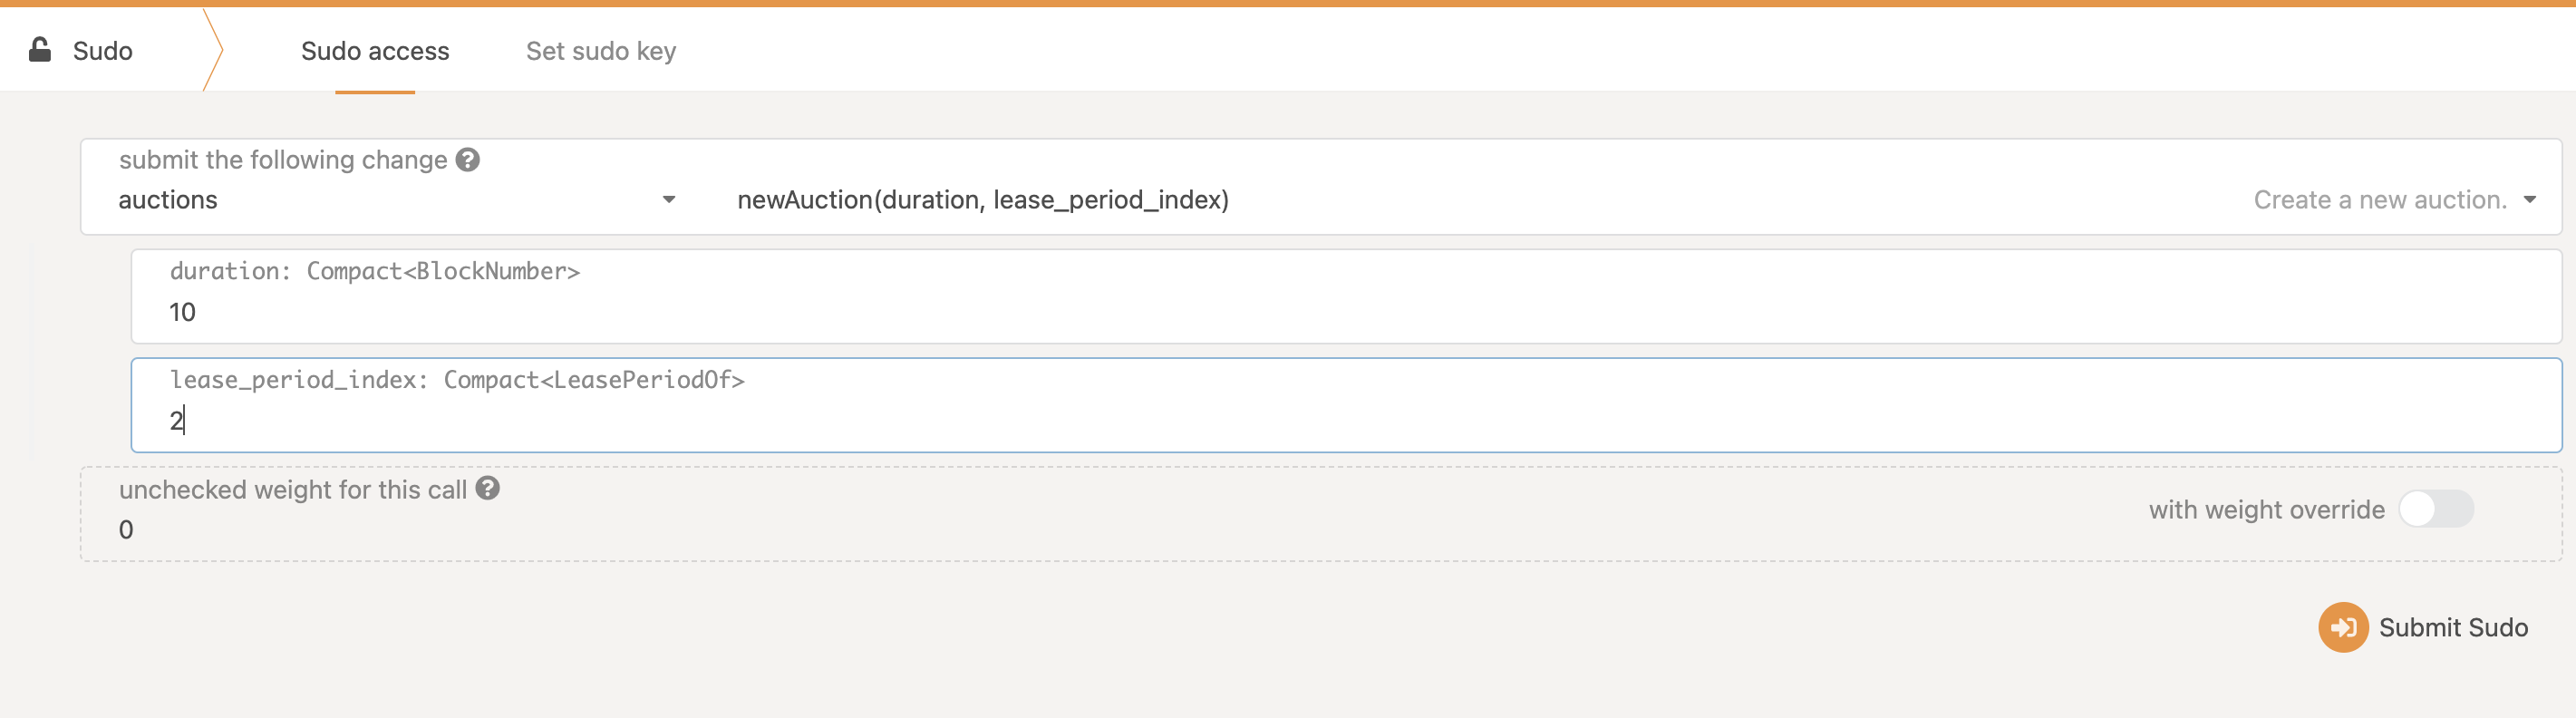 Sudo
Sudo access
Set sudo key
submit the following change
auctions
newAuction(duration, lease_period_index)
Create a new auction.
duration: Compact<BlockNumber>
10
lease_period_index: Compact<LeasePeriodOf>
2
unchecked weight for this call
0
with weight override
Submit Sudo